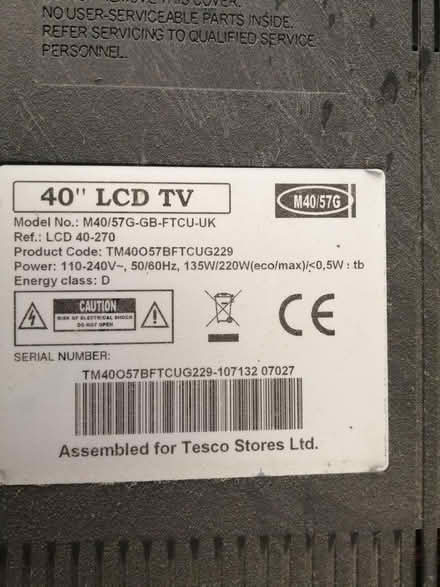 REMOVE THIS COVER.
NO USER-SERVICEABLE PARTS INSIDE.
REFER SERVICING TO QUALIFIED SERVICE
PERSONNEL.
40" LCD TV
M40/57G
Model No.: M40/57G-GB-FTCU-UK
Ref.: LCD 40-270
Product Code: TM40O57BFTCUG229
Power: 110-240V~, 50/60Hz, 135W/220W(eco/max)/<0,5W : tb
Energy class: D
CAUTION
RISK OF ELECTRICAL SHOCK
DO NOT OPEN
CE
SERIAL NUMBER:
TM40O57BFTCUG229-107132 07027
Assembled for Tesco Stores Ltd.